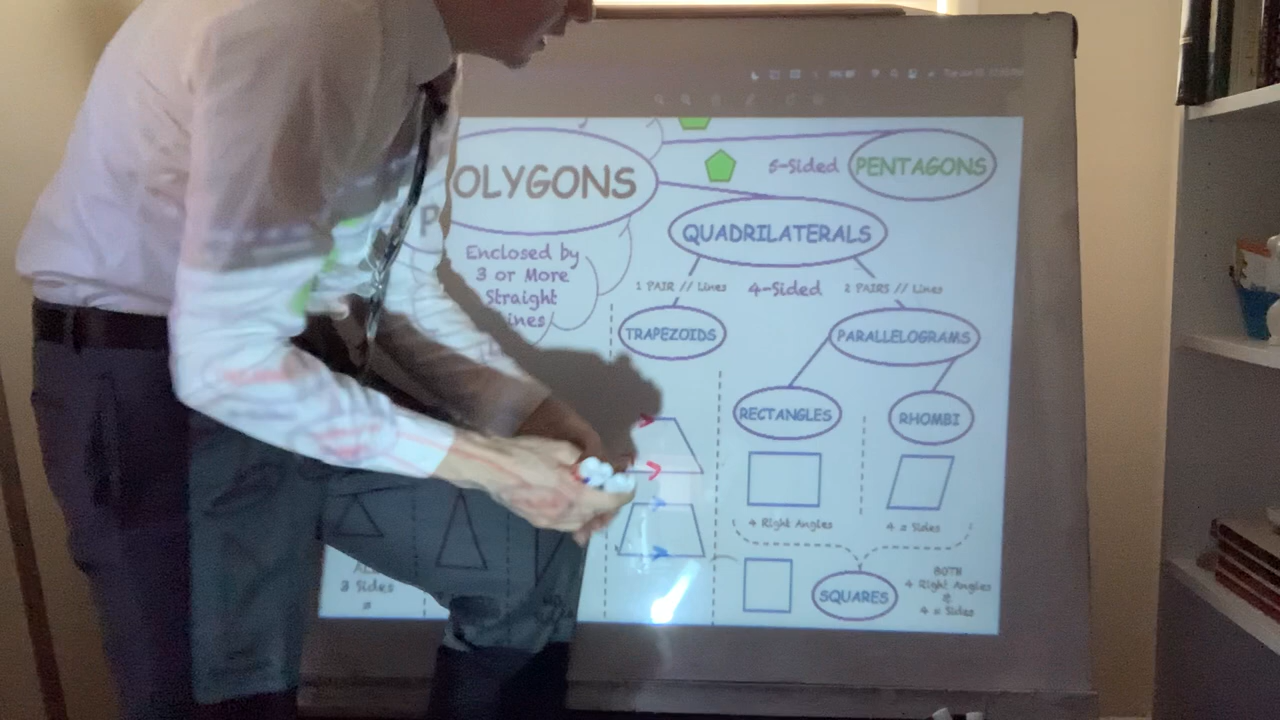 POLYGONS
5-Sided
PENTAGONS
QUADRILATERALS
Enclosed by
3 or More
Straight
1 PAIR // Lines
4-Sided
2 PAIRS // Lines
TRAPEZOIDS
PARALLELOGRAMS
RECTANGLES
RHOMBI
4 Right Angles
4 = Sides
3 Sides
=
SQUARES
BOTH
4 Right Angles
&
4 = Sides